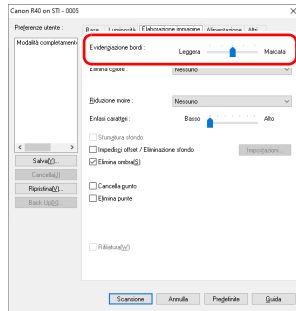 Canon R40 on STI - 0005
Preferenze utente :
Modalità completamente
Salva(V)...
Cancella(J)
Ripristina(V)...
Back Up(X)...
Base Luminosità Elaborazione immagine Alimentazione Altri
Evidenziazione bordi : Leggera Marcata
Elimina colore : Nessuno
Riduzione moire : Nessuno
Enfasi caratteri : Basso Alto
Sfumatura sfondo
Impedisci offset / Eliminazione sfondo Impostazioni...
Elimina ombra(S)
Cancella punto
Elimina punte
Rifilatura(W)
Scansione Annulla Predefinite Guida